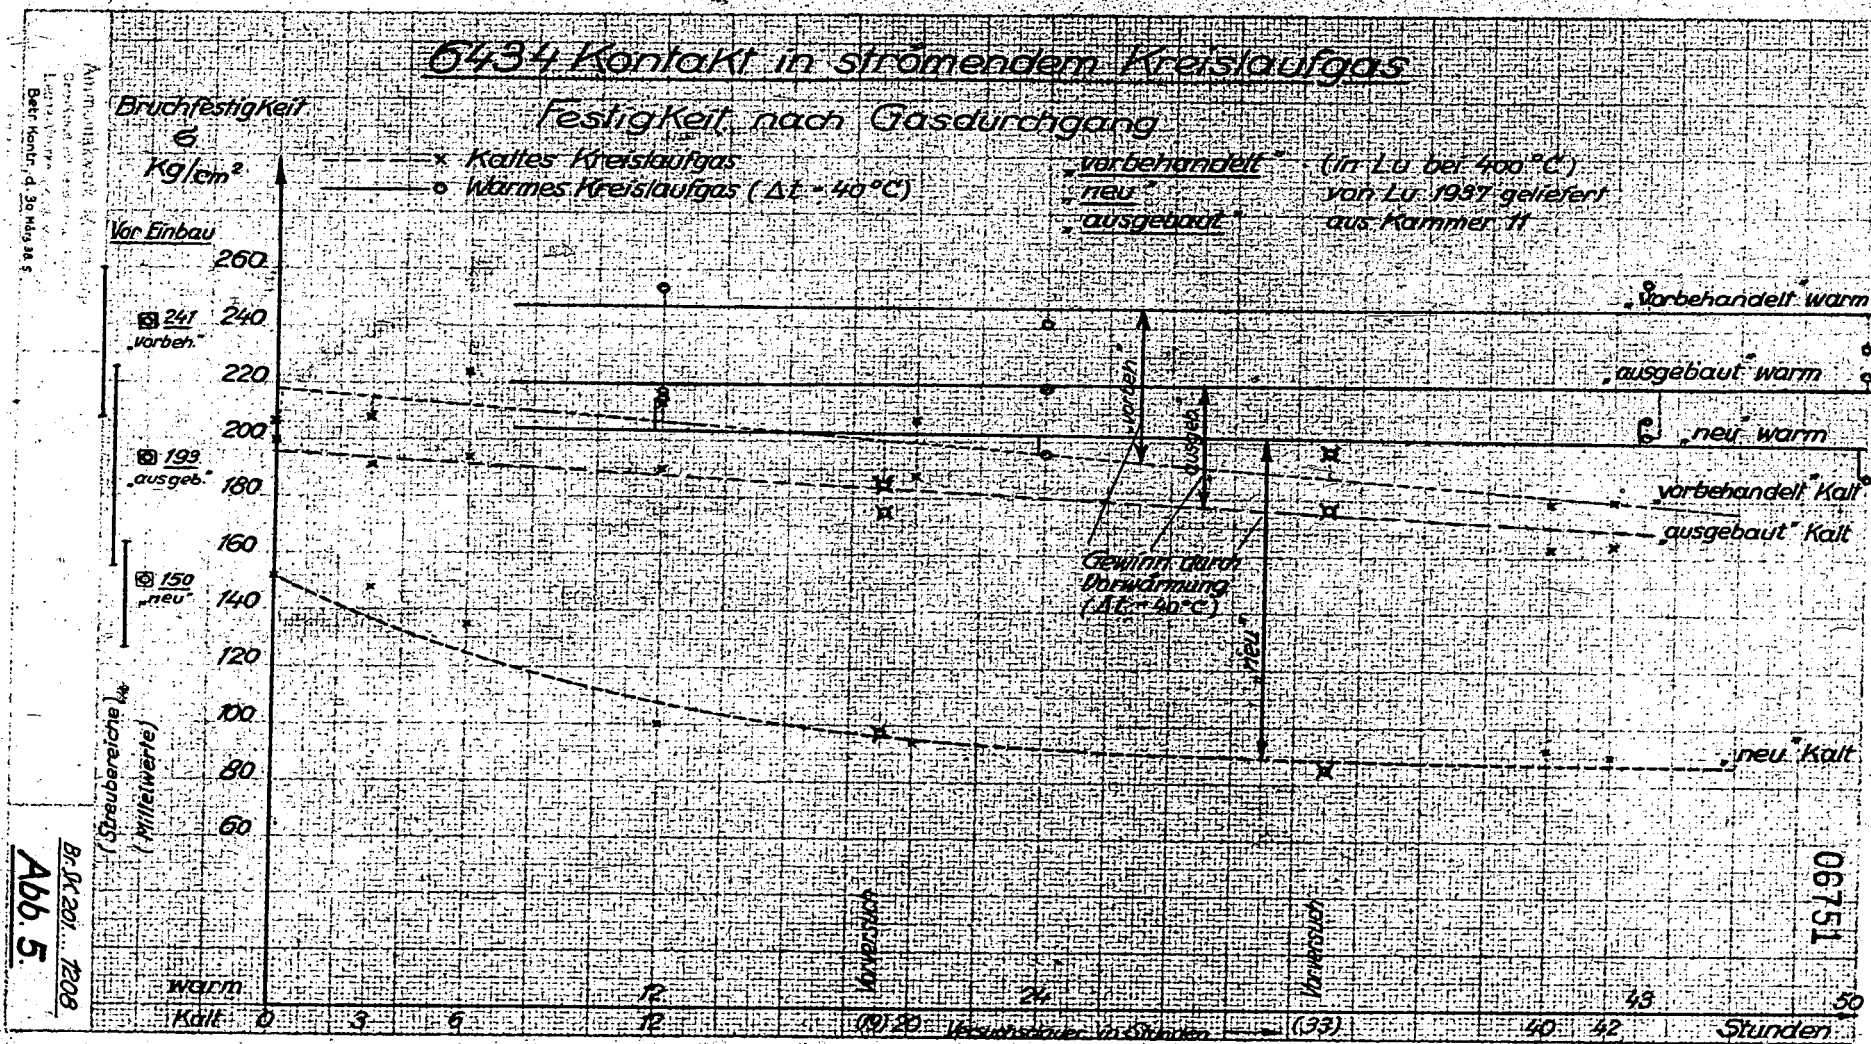 6434 Kontakt in strömendem Kreislaufgas
Festigkeit nach Gasdurchgang
Bruchfestigkeit
σ
Kg/cm²
x Kaltes Kreislaufgas
o Warmes Kreislaufgas (Δt = 40°C)
„vorbehandelt" (in Lu bei 400°C)
„neu" von Lu 1937 geliefert
„ausgebaut" aus Kammer 11
Vor Einbau
260
240
220
200
180
160
140
120
100
80
60
241
„vorbeh."
193
„ausgeb."
150
„neu"
(Streubereiche)
(Mittelwerte)
„vorbehandelt" warm
„ausgebaut" warm
„neu" warm
„vorbehandelt" Kalt
„ausgebaut" Kalt
„neu" Kalt
„vorbeh."
„ausgeb."
„neu"
Gewinn durch
Vorwärmung
(Δt = 40°C)
Vorversuch
Vorversuch
warm 12 24 43 50
Kalt 0 3 6 12 (19) 20 Versuchsdauer in Stunden (33) 40 42 Stunden
Betr. Kontr. d. 30 März 38. S
Br. SK 201 ... 7208
Abb. 5.
06751